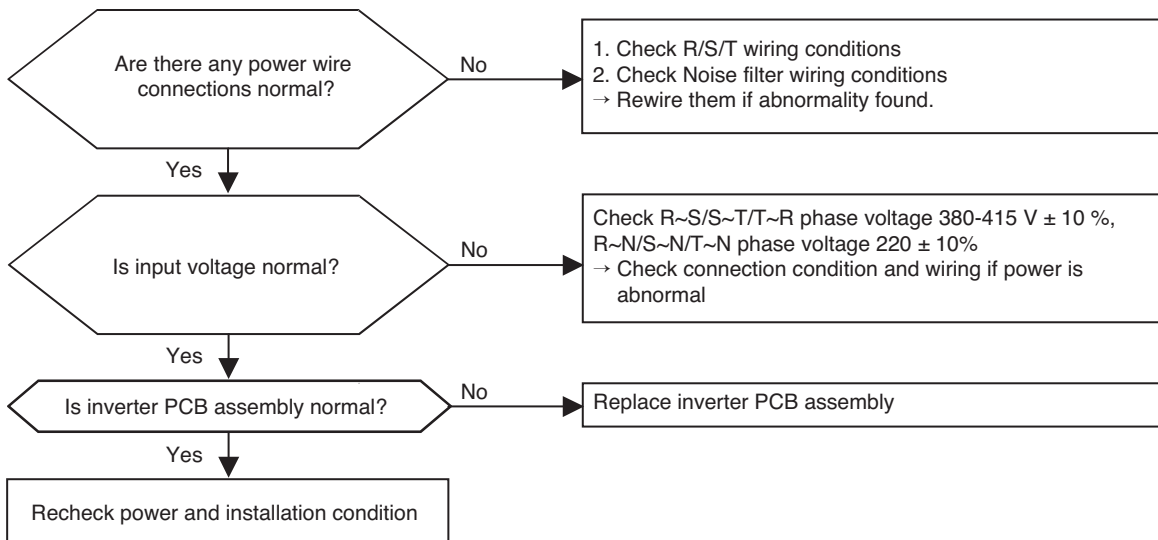 Are there any power wire
connections normal?
No
1. Check R/S/T wiring conditions
2. Check Noise filter wiring conditions
→ Rewire them if abnormality found.
Yes
Is input voltage normal?
No
Check R~S/S~T/T~R phase voltage 380-415 V ± 10 %,
R~N/S~N/T~N phase voltage 220 ± 10%
→ Check connection condition and wiring if power is
abnormal
Yes
Is inverter PCB assembly normal?
No
Replace inverter PCB assembly
Yes
Recheck power and installation condition